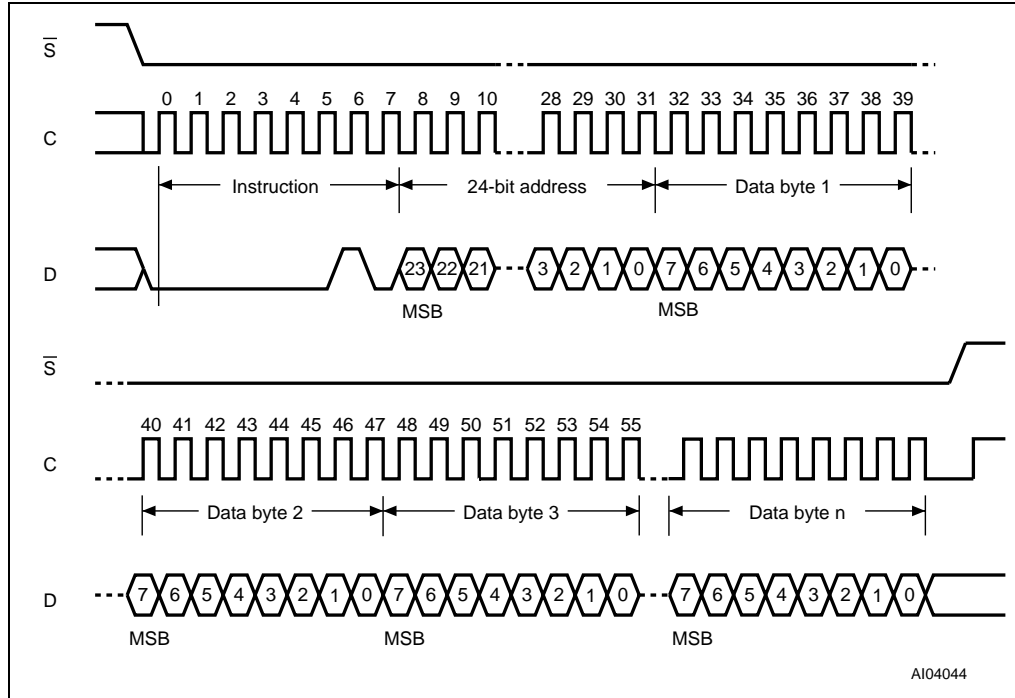 S
0 1 2 3 4 5 6 7 8 9 10 28 29 30 31 32 33 34 35 36 37 38 39
C
Instruction 24-bit address Data byte 1
D 23 22 21 3 2 1 0 7 6 5 4 3 2 1 0
MSB MSB
S
40 41 42 43 44 45 46 47 48 49 50 51 52 53 54 55
C
Data byte 2 Data byte 3 Data byte n
D 7 6 5 4 3 2 1 0 7 6 5 4 3 2 1 0 7 6 5 4 3 2 1 0
MSB MSB MSB
AI04044